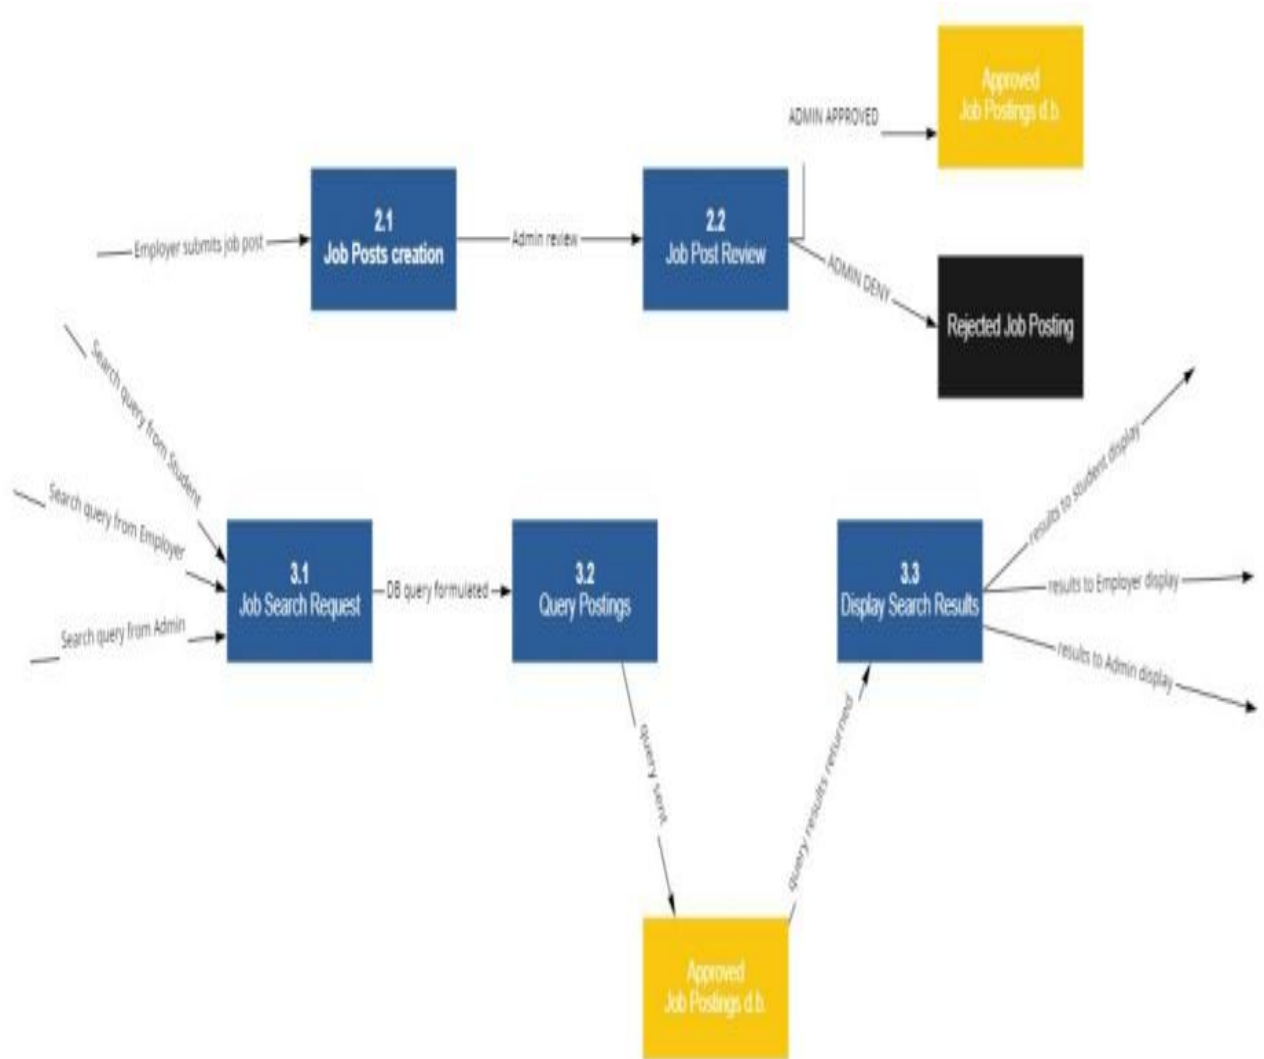 Approved
Job Postings d.b.
ADMIN APPROVED
2.1
Job Posts creation
2.2
Job Post Review
Employer submits job post
Admin review
ADMIN DENY
Rejected Job Posting
Search query from Student
Search query from Employer
Search query from Admin
3.1
Job Search Request
DB query formulated
3.2
Query Postings
3.3
Display Search Results
results to student display
results to Employer display
results to Admin display
query sent
query results returned
Approved
Job Postings d.b.